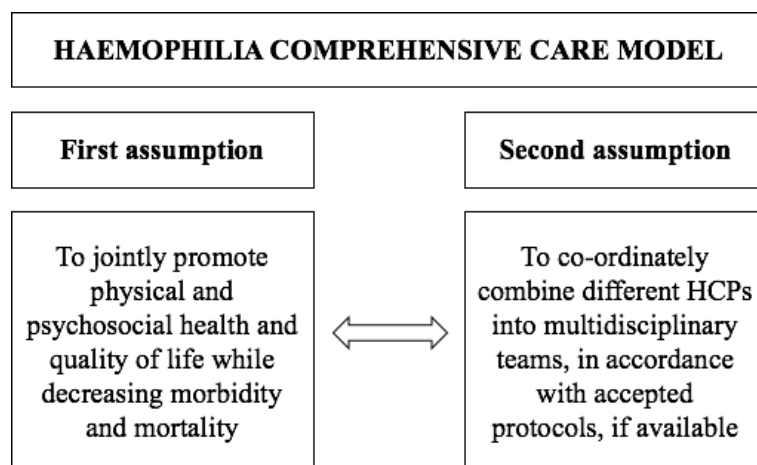 HAEMOPHILIA COMPREHENSIVE CARE MODEL
First assumption
Second assumption
To jointly promote
physical and
psychosocial health and
quality of life while
decreasing morbidity
and mortality
To co-ordinately
combine different HCPs
into multidisciplinary
teams, in accordance
with accepted
protocols, if available